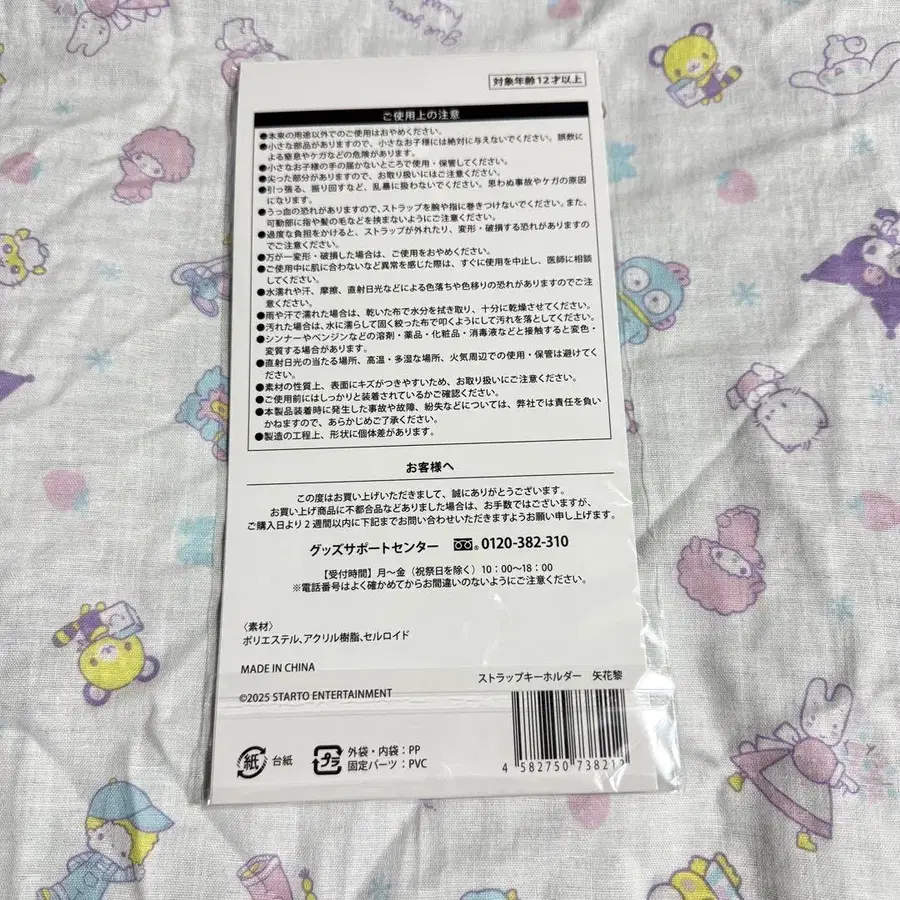 対象年齢12才以上
ご使用上の注意
●本来の用途以外でのご使用はおやめください。
●小さな部品がありますので、小さなお子様には絶対に与えないでください。誤飲による窒息やケガなどの危険があります。
●小さなお子様の手の届かないところで使用・保管してください。
●尖った部分がありますので、お取り扱いにはご注意ください。
●引っ張る、振り回すなど、乱暴に扱わないでください。思わぬ事故やケガの原因
になります。
●うっ血の恐れがありますので、ストラップを腕や指に巻きつけないでください。また、
可動部に指や髪の毛などを挟まないようにご注意ください。
●過度な負担をかけると、ストラップが外れたり、変形・破損する恐れがありますの
でご注意ください。
●万が一変形・破損した場合は、ご使用をおやめください。
●ご使用中に肌に合わないなど異常を感じた際は、すぐに使用を中止し、医師に相談
してください。
●水濡れや汗、摩擦、直射日光などによる色落ちや色移りの恐れがありますのでご注
意ください。
●雨や汗で濡れた場合は、乾いた布で水分を拭き取り、十分に乾燥させてください。
●汚れた場合は、水に濡らして固く絞った布で叩くようにして汚れを落としてください。
●シンナーやベンジンなどの溶剤・薬品・化粧品・消毒液などと接触すると変色・
変質する場合があります。
●直射日光の当たる場所、高温・多湿な場所、火気周辺での使用・保管は避けてく
ださい。
●素材の性質上、表面にキズがつきやすいため、お取り扱いにご注意ください。
●ご使用前にはしっかりと装着されているかご確認ください。
●本製品装着時に発生した事故や故障、紛失などについては、弊社では責任を負い
かねますので、あらかじめご了承ください。
●製造の工程上、形状に個体差があります。
お客様へ
この度はお買い上げいただきまして、誠にありがとうございます。
お買い上げ商品に不都合品などありました場合は、お手数ではございますが、
ご購入日より2週間以内に下記までお問い合わせいただきますようお願い申し上げます。
グッズサポートセンター 0120-382-310
【受付時間】月～金（祝祭日を除く）10：00～18：00
※電話番号はよく確かめてからお間違いのないようにご注意ください。
〈素材〉
ポリエステル、アクリル樹脂、セルロイド
MADE IN CHINA
ストラップキーホルダー 矢花黎
©2025 STARTO ENTERTAINMENT
紙 台紙
プラ 外袋・内袋：PP
固定パーツ：PVC
4 582750 738212